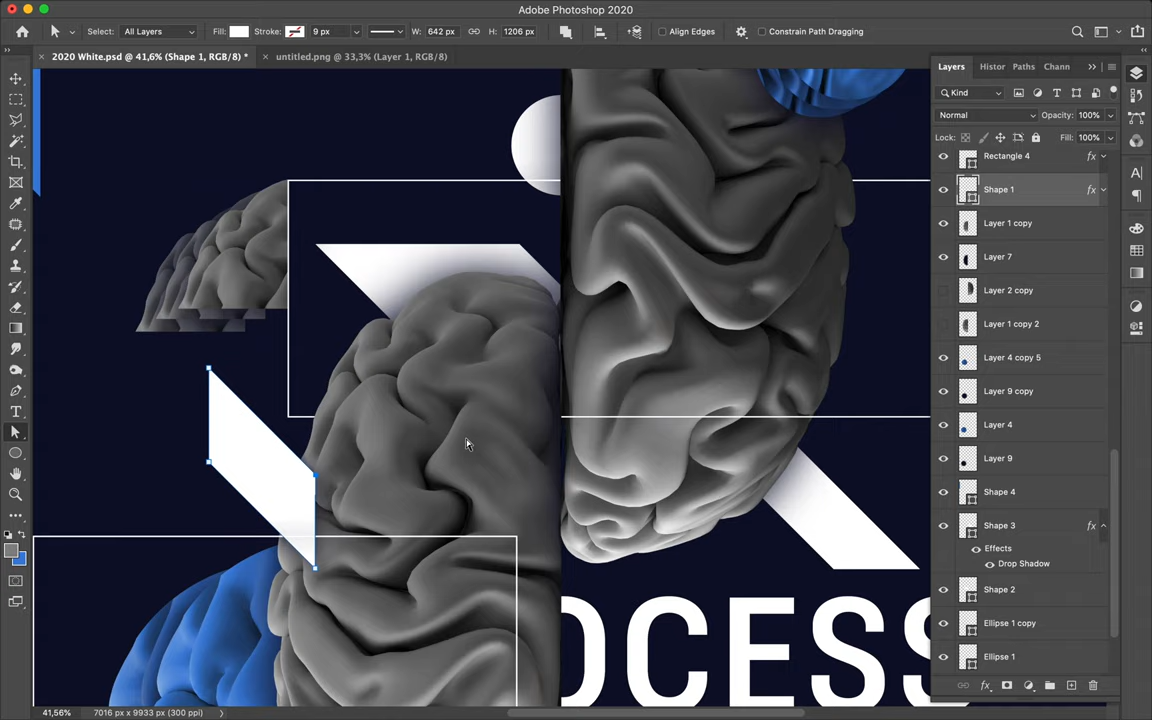 Adobe Photoshop 2020
Select: All Layers Fill: Stroke: 9 px W: 642 px H: 1206 px Align Edges Constrain Path Dragging
2020 White.psd @ 41,6% (Shape 1, RGB/8) * untitled.png @ 33,3% (Layer 1, RGB/8)
Layers Histor Paths Chann
Kind
Normal Opacity: 100%
Lock: Fill: 100%
Rectangle 4 fx
Shape 1 fx
Layer 1 copy
Layer 7
Layer 2 copy
Layer 1 copy 2
Layer 4 copy 5
Layer 9 copy
Layer 4
Layer 9
Shape 4
Shape 3 fx
Effects
Drop Shadow
Shape 2
Ellipse 1 copy
Ellipse 1
OCESS
41,56% 7016 px x 9933 px (300 ppi)